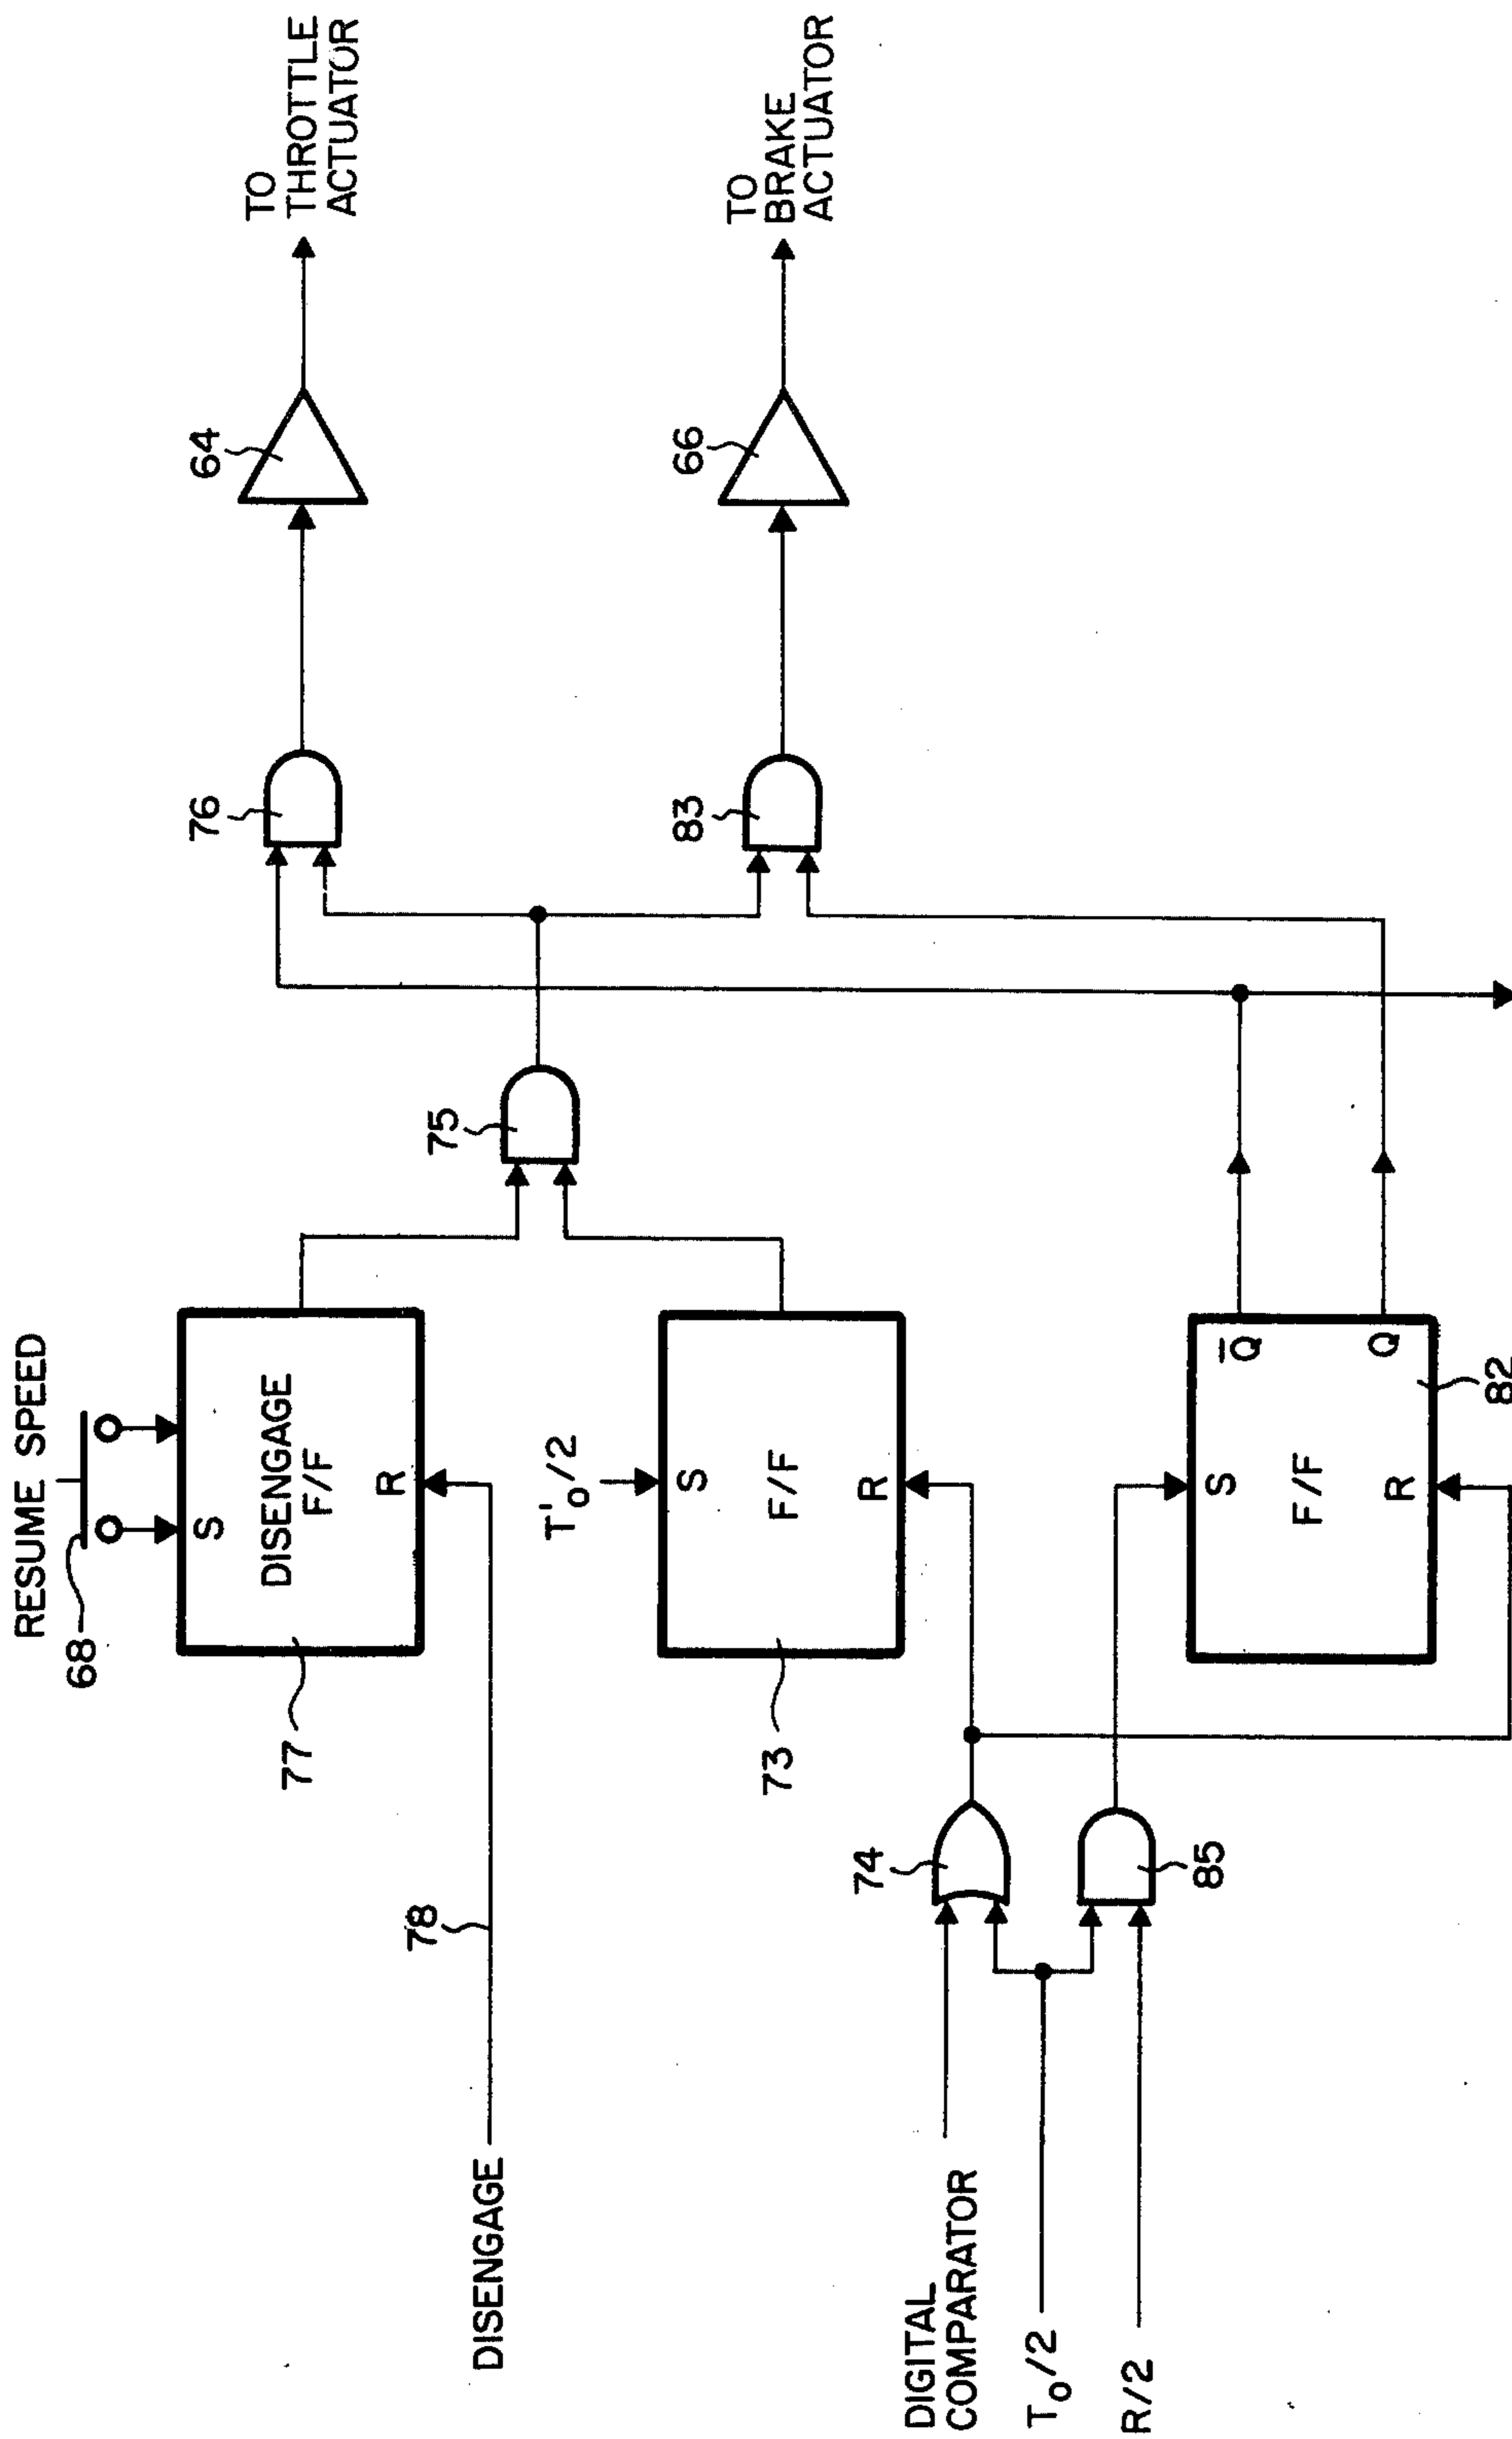 RESUME SPEED
68
S
DISENGAGE
F/F
R
77
DISENGAGE
78
T'o/2
S
F/F
R
73
DIGITAL
COMPARATOR
To/2
R/2
74
85
S
F/F
R
Q̅
Q
82
75
76
83
64
66
TO
THROTTLE
ACTUATOR
TO
BRAKE
ACTUATOR